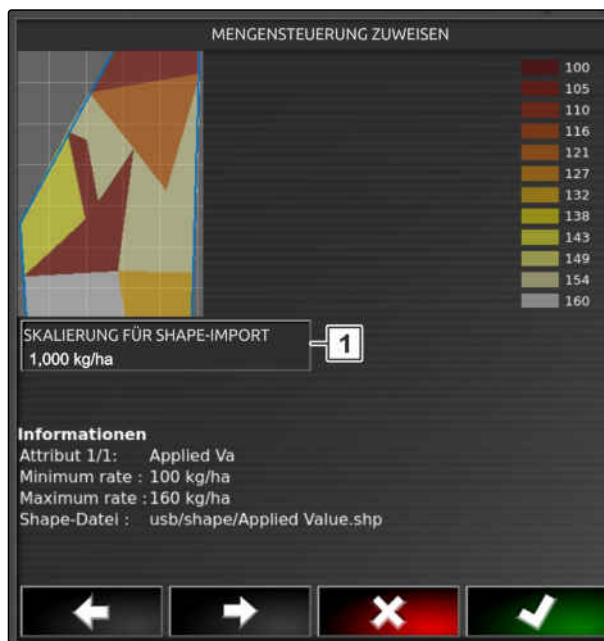 MENGENSTEUERUNG ZUWEISEN
100
105
110
116
121
127
132
138
143
149
154
160
SKALIERUNG FÜR SHAPE-IMPORT
1,000 kg/ha
1
Informationen
Attribut 1/1: Applied Va
Minimum rate : 100 kg/ha
Maximum rate : 160 kg/ha
Shape-Datei : usb/shape/Applied Value.shp